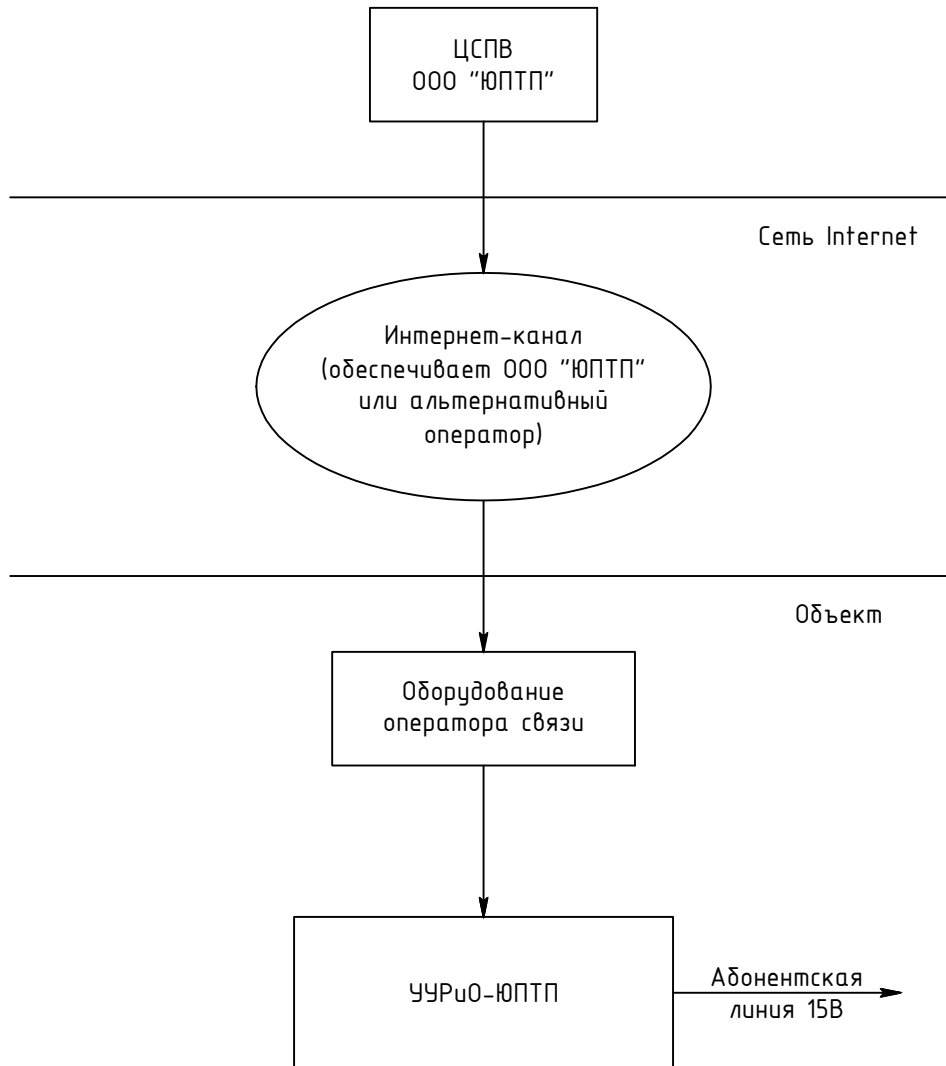 ЦСПВ
ООО "ЮПТП"
Сеть Internet
Интернет-канал
(обеспечивает ООО "ЮПТП"
или альтернативный
оператор)
Объект
Оборудование
оператора связи
УУРиО-ЮПТП
Абонентская
линия 15В